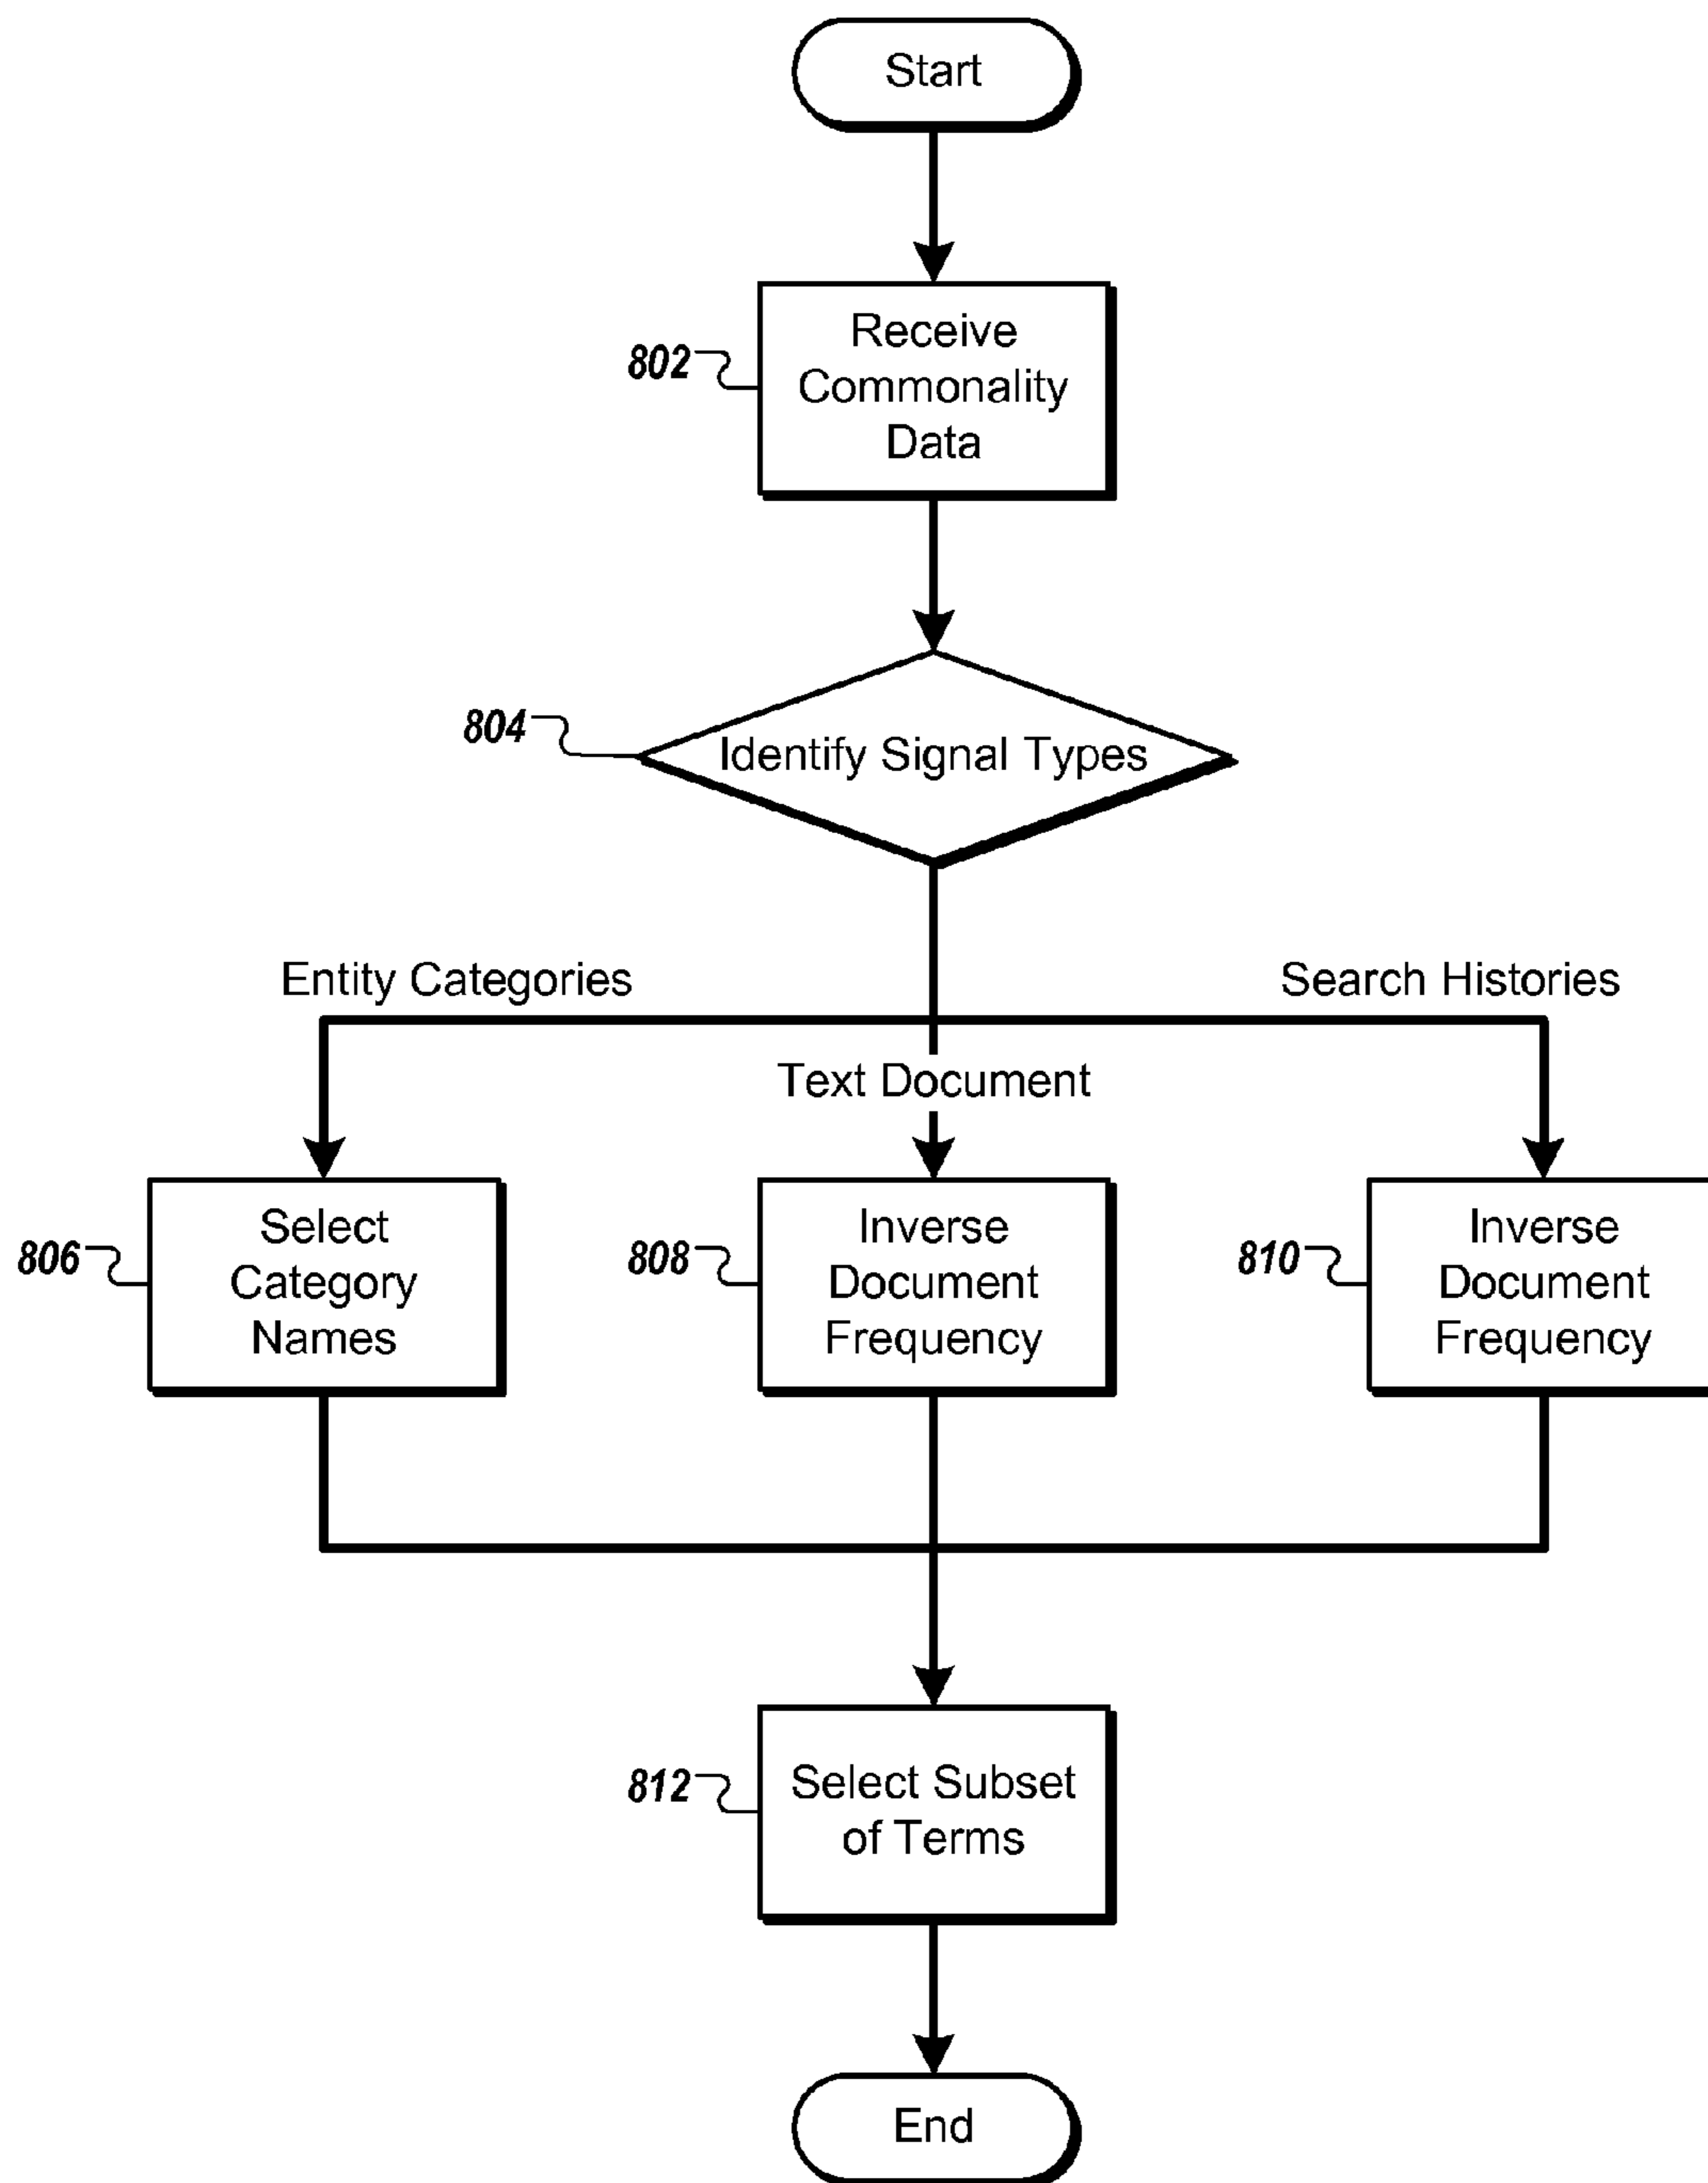 Start
802
Receive
Commonality
Data
804
Identify Signal Types
Entity Categories
Search Histories
Text Document
806
Select
Category
Names
808
Inverse
Document
Frequency
810
Inverse
Document
Frequency
812
Select Subset
of Terms
End